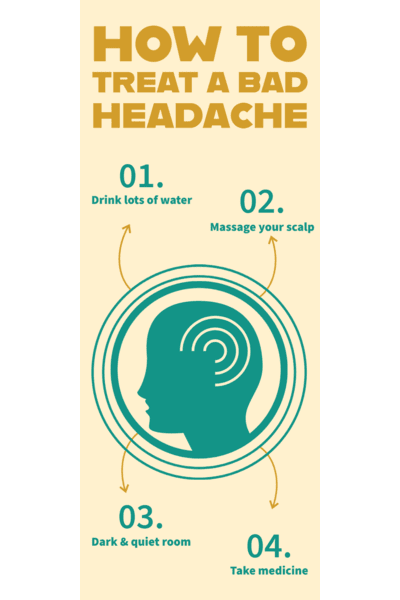 HOW TO
TREAT A BAD
HEADACHE
01.
Drink lots of water
02.
Massage your scalp
03.
Dark & quiet room
04.
Take medicine